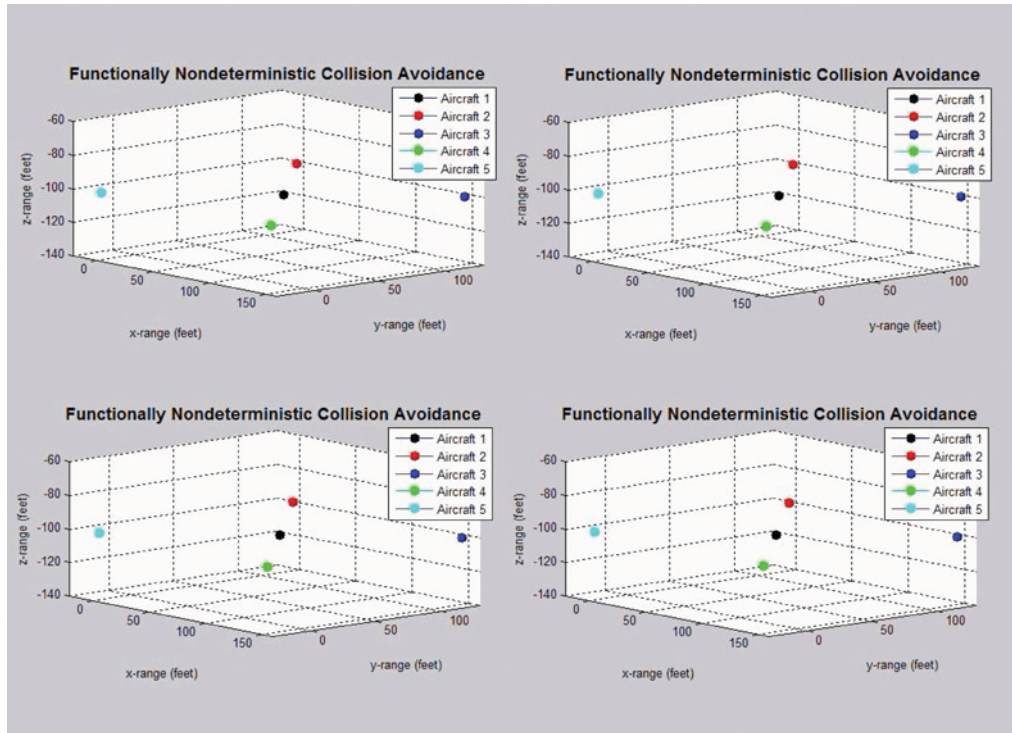 Functionally Nondeterministic Collision Avoidance
Aircraft 1
Aircraft 2
Aircraft 3
Aircraft 4
Aircraft 5
-60
-80
-100
-120
-140
z-range (feet)
0
50
100
150
x-range (feet)
0
50
100
y-range (feet)
Functionally Nondeterministic Collision Avoidance
Aircraft 1
Aircraft 2
Aircraft 3
Aircraft 4
Aircraft 5
-60
-80
-100
-120
-140
z-range (feet)
0
50
100
150
x-range (feet)
0
50
100
y-range (feet)
Functionally Nondeterministic Collision Avoidance
Aircraft 1
Aircraft 2
Aircraft 3
Aircraft 4
Aircraft 5
-60
-80
-100
-120
-140
z-range (feet)
0
50
100
150
x-range (feet)
0
50
100
y-range (feet)
Functionally Nondeterministic Collision Avoidance
Aircraft 1
Aircraft 2
Aircraft 3
Aircraft 4
Aircraft 5
-60
-80
-100
-120
-140
z-range (feet)
0
50
100
150
x-range (feet)
0
50
100
y-range (feet)